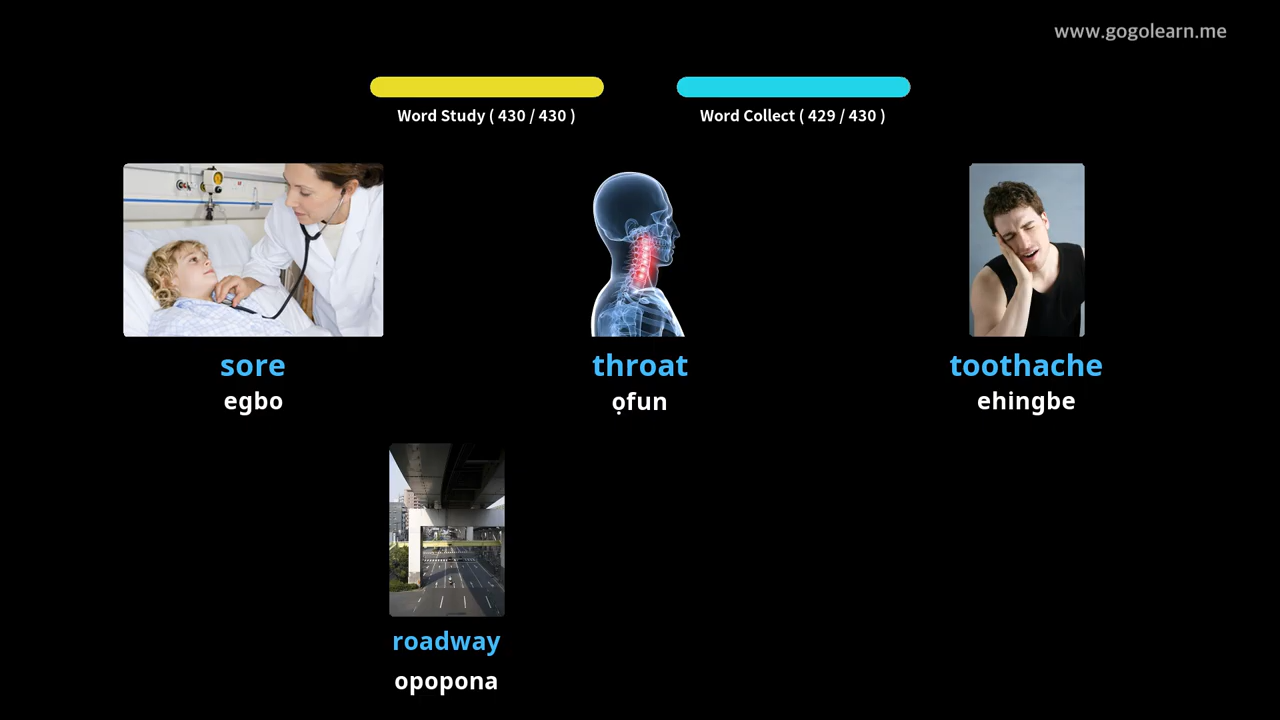 www.gogolearn.me
Word Study ( 430 / 430 )
Word Collect ( 429 / 430 )
sore
egbo
throat
ọfun
toothache
ehingbe
roadway
opopona